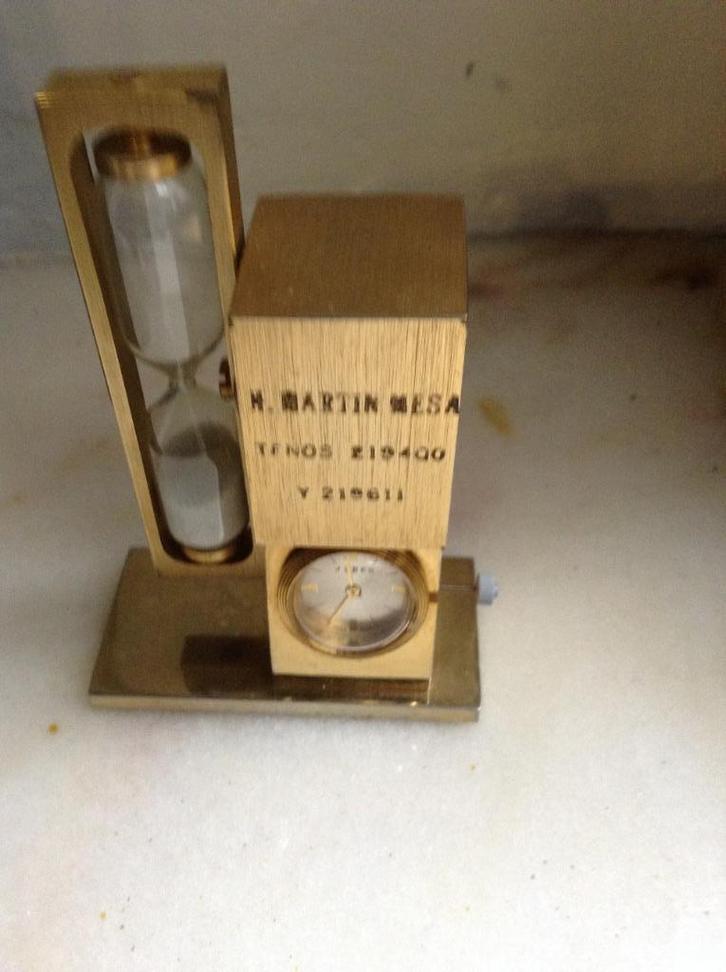 H. MARTIN MESA
TFNOS 219400
Y 219611